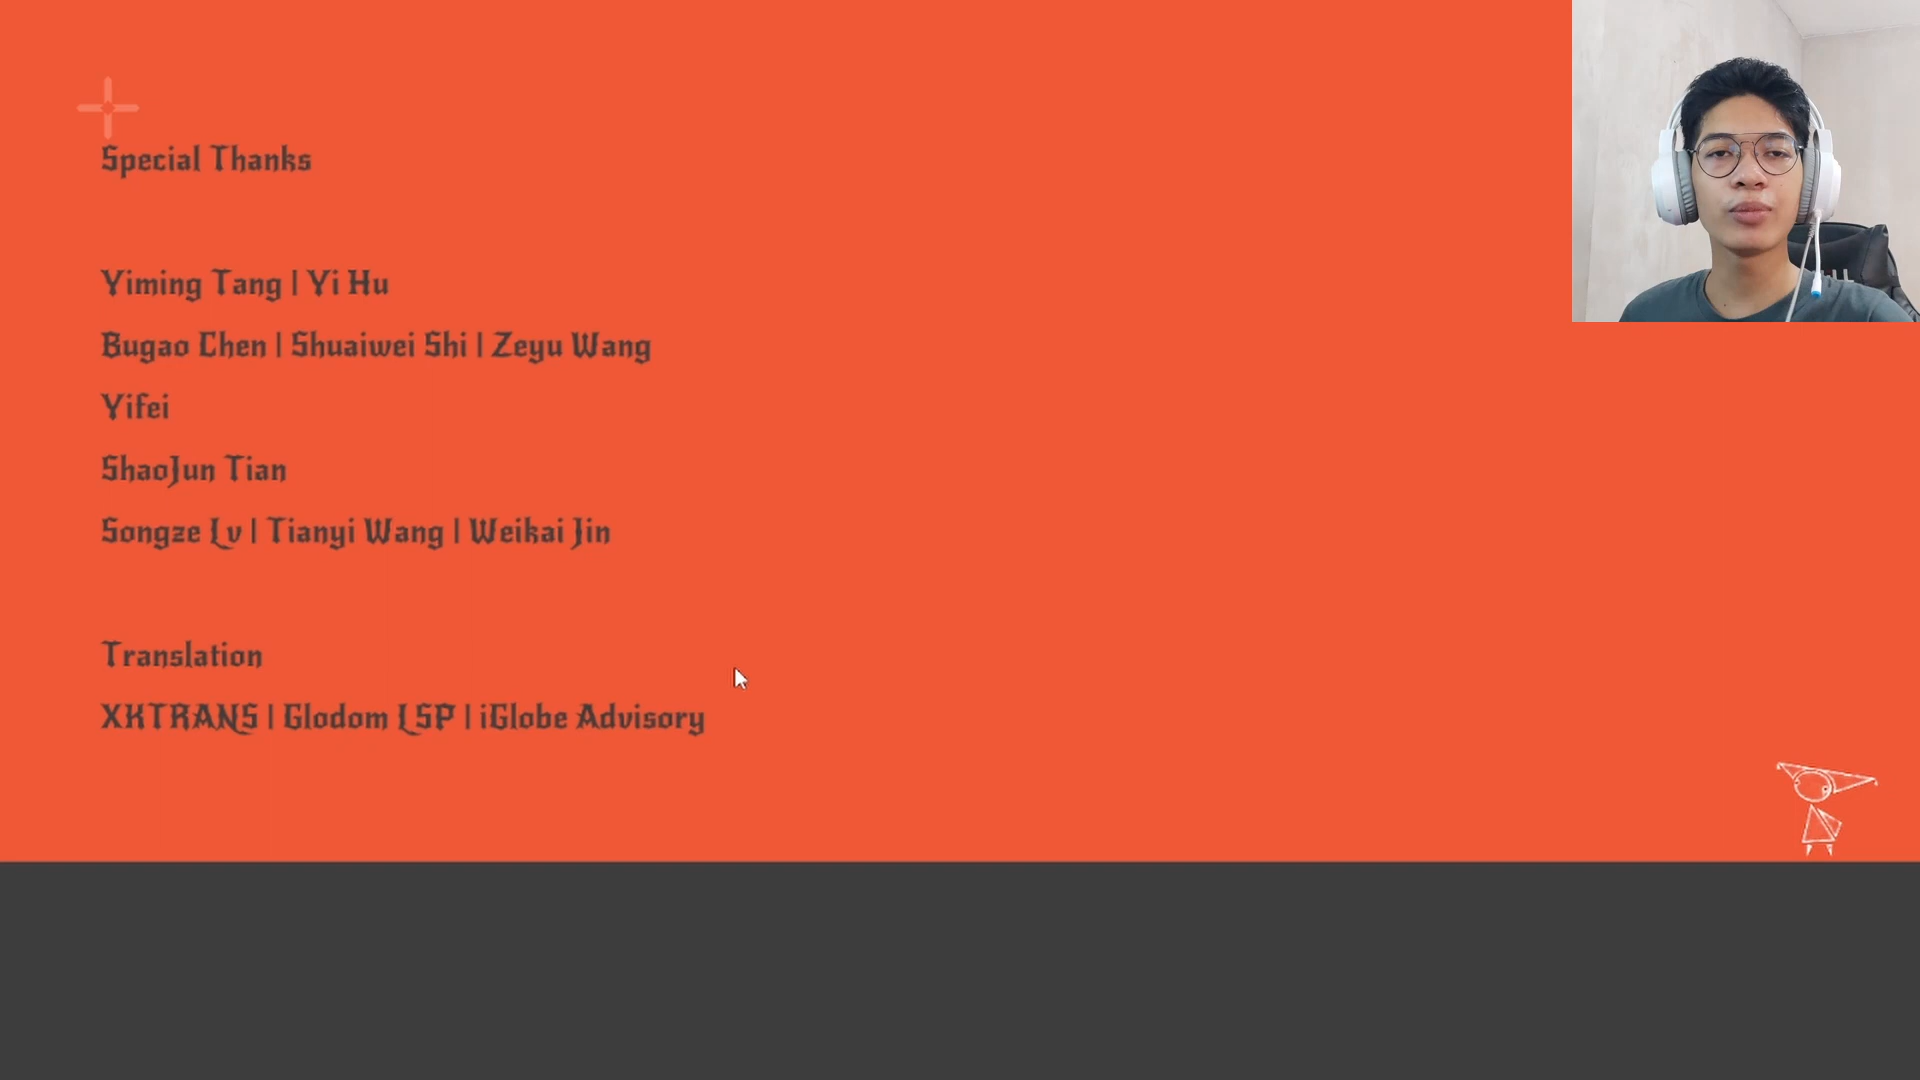 Special Thanks
Yiming Tang | Yi Hu
Bugao Chen | Shuaiwei Shi | Zeyu Wang
Yifei
ShaoJun Tian
Songze Lv | Tianyi Wang | Weikai Jin
Translation
XKTRANS | Glodom LSP | iGlobe Advisory